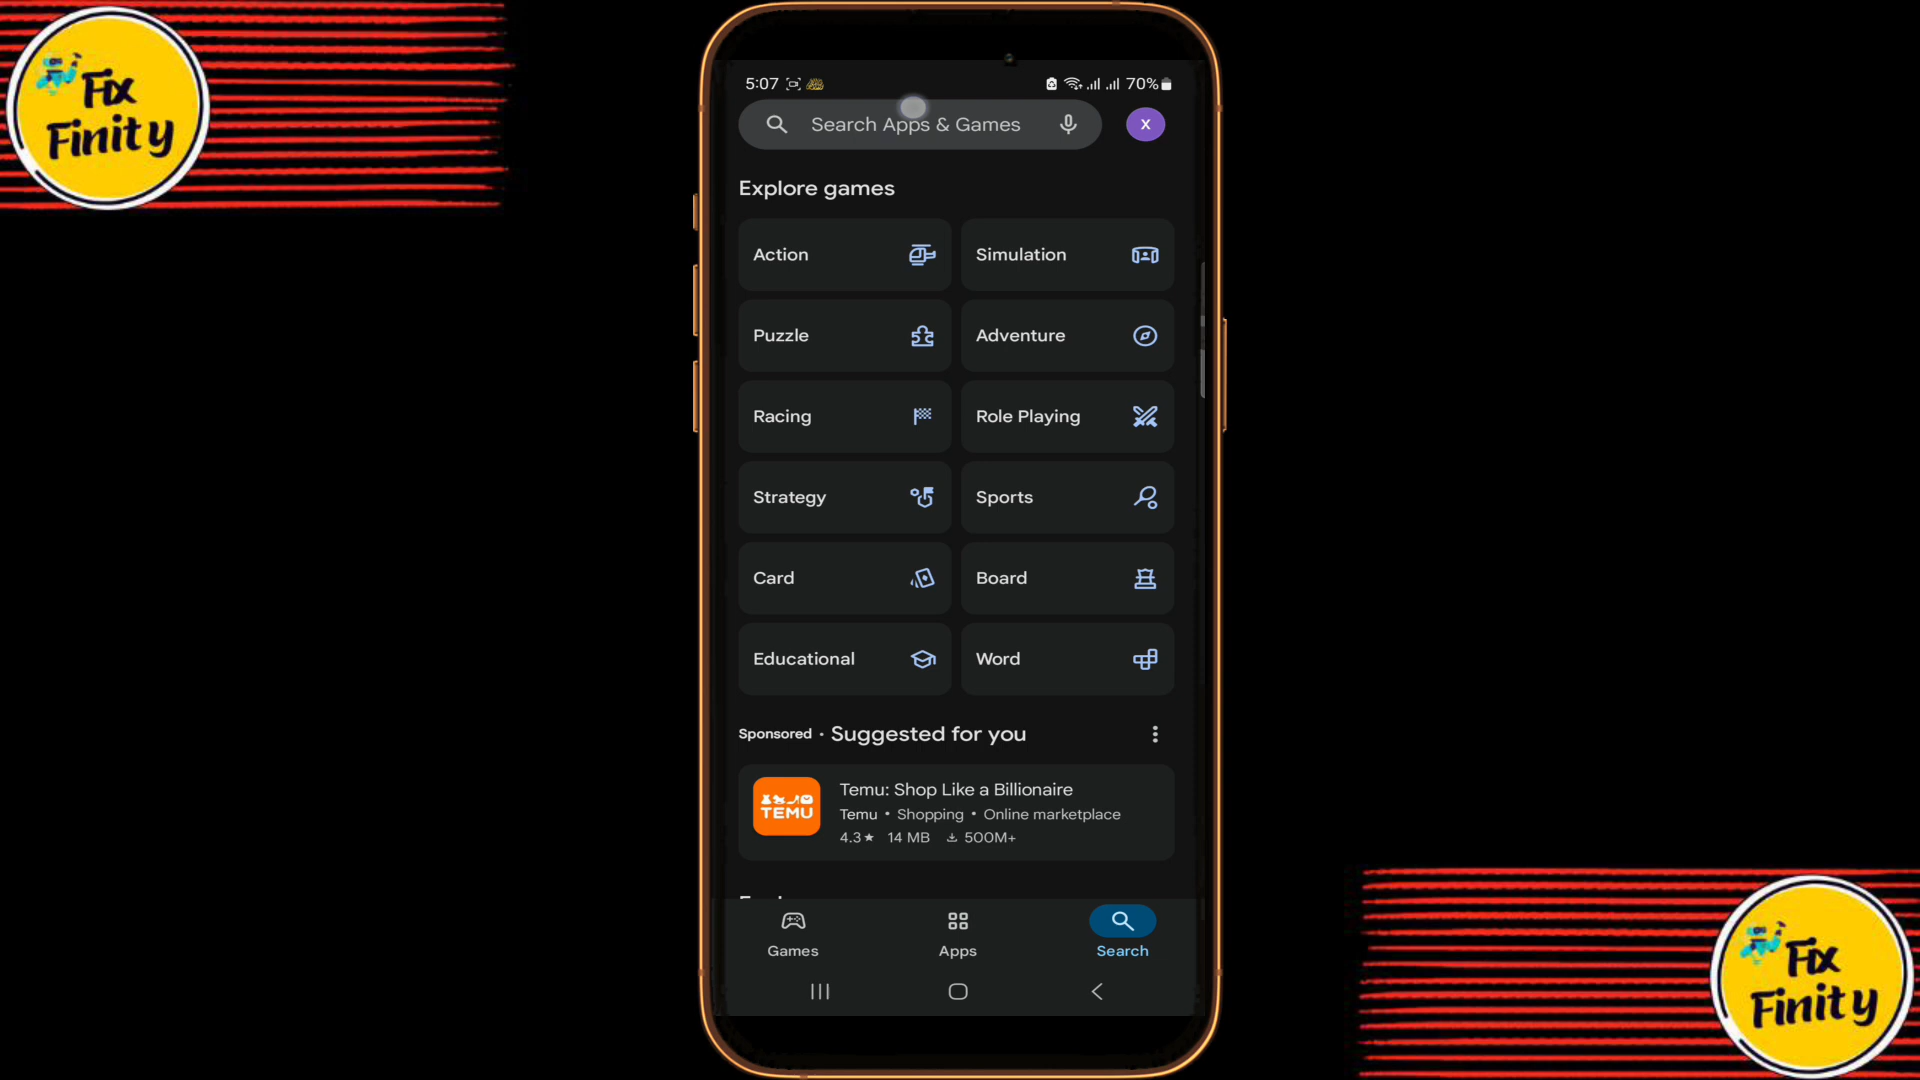 Fix
Finity
5:07
70%
Search Apps & Games
X
Explore games
Action
Simulation
Puzzle
Adventure
Racing
Role Playing
Strategy
Sports
Card
Board
Educational
Word
Sponsored • Suggested for you
TEMU
Temu: Shop Like a Billionaire
Temu • Shopping • Online marketplace
4.3★ 14 MB 500M+
Games
Apps
Search
Fix
Finity